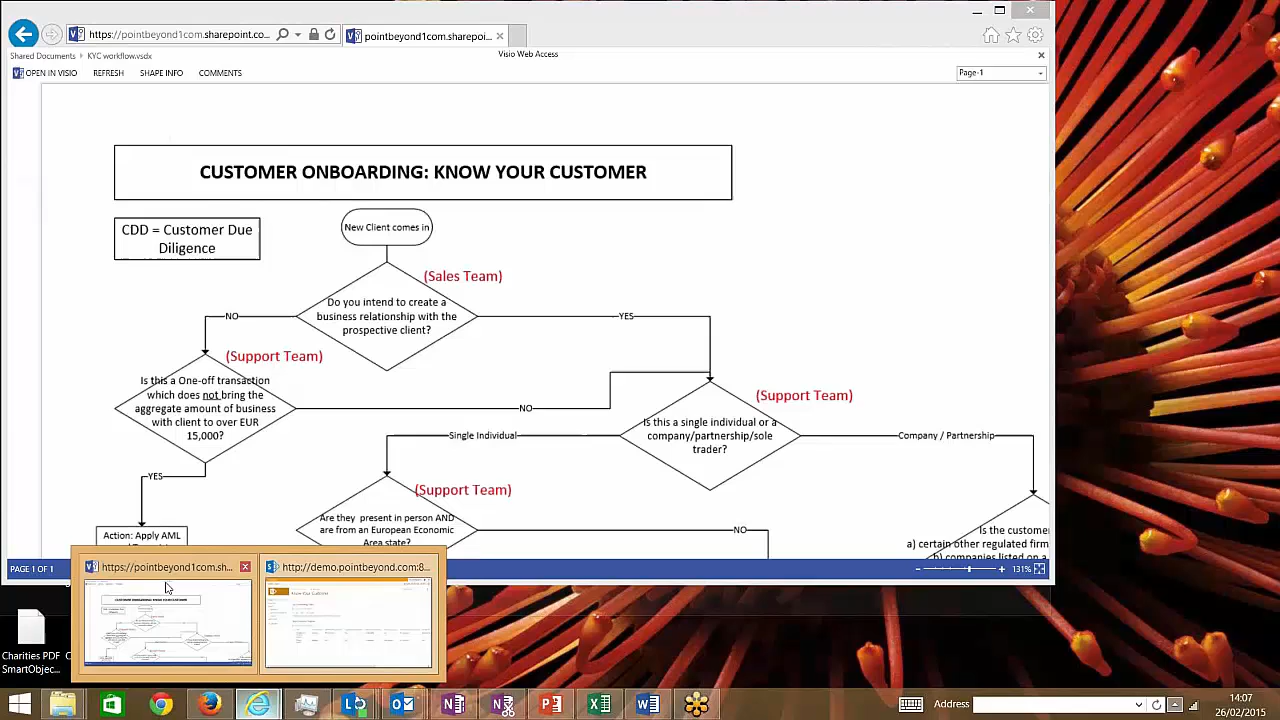 https://pointbeyond1com.sharepoint.co...
pointbeyond1com.sharepoi...
Shared Documents ▸ KYC workflow.vsdx
Visio Web Access
OPEN IN VISIO
REFRESH
SHAPE INFO
COMMENTS
Page-1
CUSTOMER ONBOARDING: KNOW YOUR CUSTOMER
CDD = Customer Due
Diligence
New Client comes in
(Sales Team)
Do you intend to create a
business relationship with the
prospective client?
NO
YES
(Support Team)
Is this a One-off transaction
which does not bring the
aggregate amount of business
with client to over EUR
15,000?
NO
(Support Team)
Is this a single individual or a
company/partnership/sole
trader?
Single Individual
Company / Partnership
YES
(Support Team)
Are they present in person AND
are from an European Economic
Area state?
NO
Is the custome
a) certain other regulated firm
b) companies listed on a
Action: Apply AML
PAGE 1 OF 1
131%
https://pointbeyond1com.sh...
http://demo.pointbeyond.com:8...
Know Your Customer
Charities PDF
SmartObjec...
Address
14:07
26/02/2015